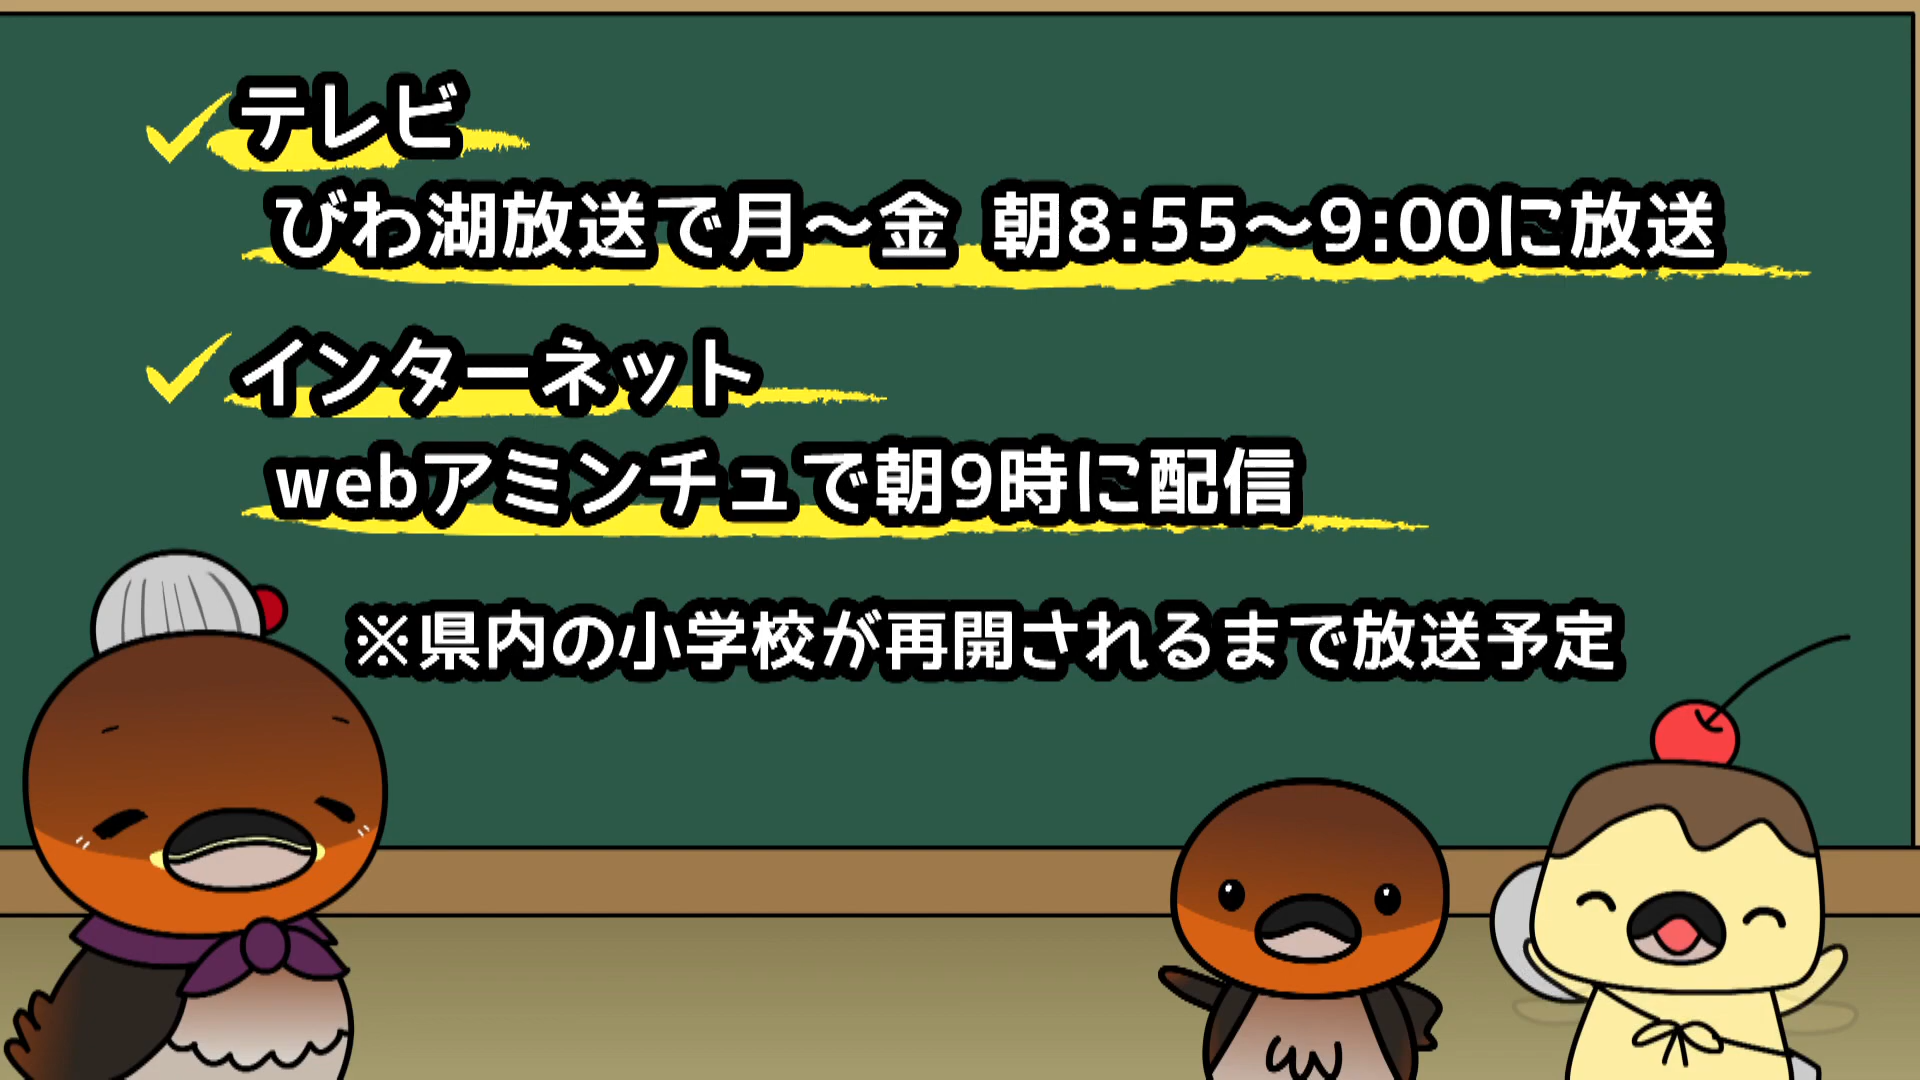 テレビ
びわ湖放送で月～金 朝8:55～9:00に放送
インターネット
webアミンチュで朝9時に配信
※県内の小学校が再開されるまで放送予定